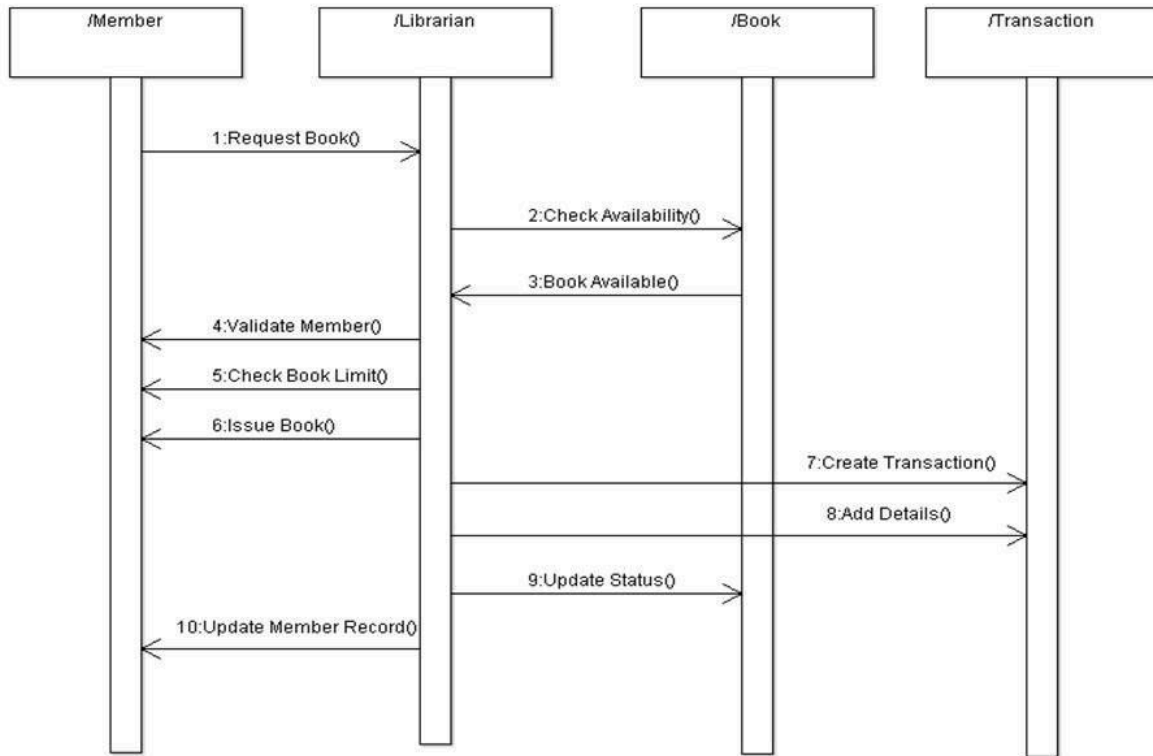 /Member
/Librarian
/Book
/Transaction
1:Request Book()
2:Check Availability()
3:Book Available()
4:Validate Member()
5:Check Book Limit()
6:Issue Book()
7:Create Transaction()
8:Add Details()
9:Update Status()
10:Update Member Record()